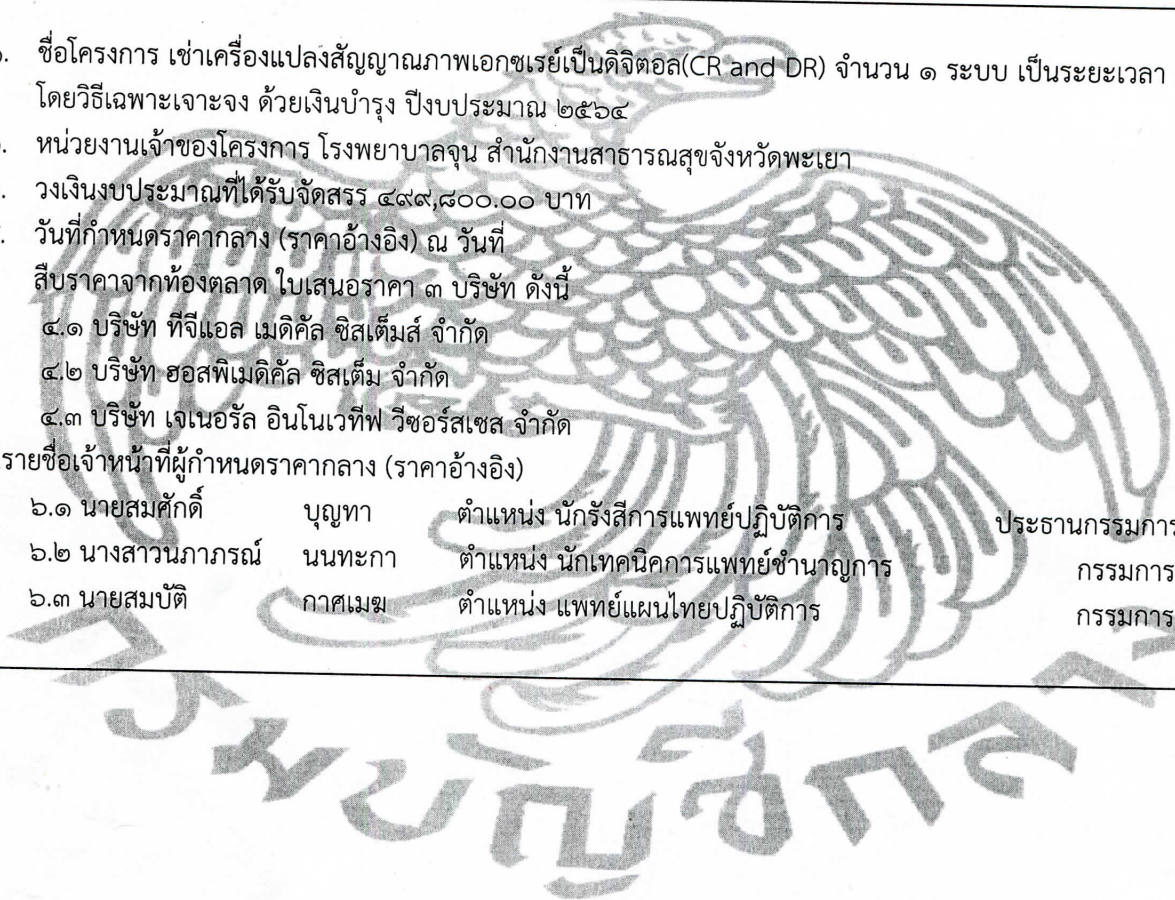 ชื่อโครงการ เช่าเครื่องแปลงสัญญาณภาพเอกซเรย์เป็นดิจิตอล(CR and DR) จำนวน ๑ ระบบ เป็นระยะเวลา
โดยวิธีเฉพาะเจาะจง ด้วยเงินบำรุง ปีงบประมาณ ๒๕๖๔
หน่วยงานเจ้าของโครงการ โรงพยาบาลจุน สำนักงานสาธารณสุขจังหวัดพะเยา
วงเงินงบประมาณที่ได้รับจัดสรร ๔๙๙,๘๐๐.๐๐ บาท
วันที่กำหนดราคากลาง (ราคาอ้างอิง) ณ วันที่
สืบราคาจากท้องตลาด ใบเสนอราคา ๓ บริษัท ดังนี้
๔.๑ บริษัท ทีจีแอล เมดิคัล ซิสเต็มส์ จำกัด
๔.๒ บริษัท ฮอสพิเมดิคัล ซิสเต็ม จำกัด
๔.๓ บริษัท เจเนอรัล อินโนเวทีฟ รีซอร์สเซส จำกัด
.รายชื่อเจ้าหน้าที่ผู้กำหนดราคากลาง (ราคาอ้างอิง)
๖.๑ นายสมศักดิ์ บุญทา ตำแหน่ง นักรังสีการแพทย์ปฏิบัติการ ประธานกรรมการ
๖.๒ นางสาวนภาภรณ์ นนทะกา ตำแหน่ง นักเทคนิคการแพทย์ชำนาญการ กรรมการ
๖.๓ นายสมบัติ กาศเมฆ ตำแหน่ง แพทย์แผนไทยปฏิบัติการ กรรมการ
กรมบัญชีกลา